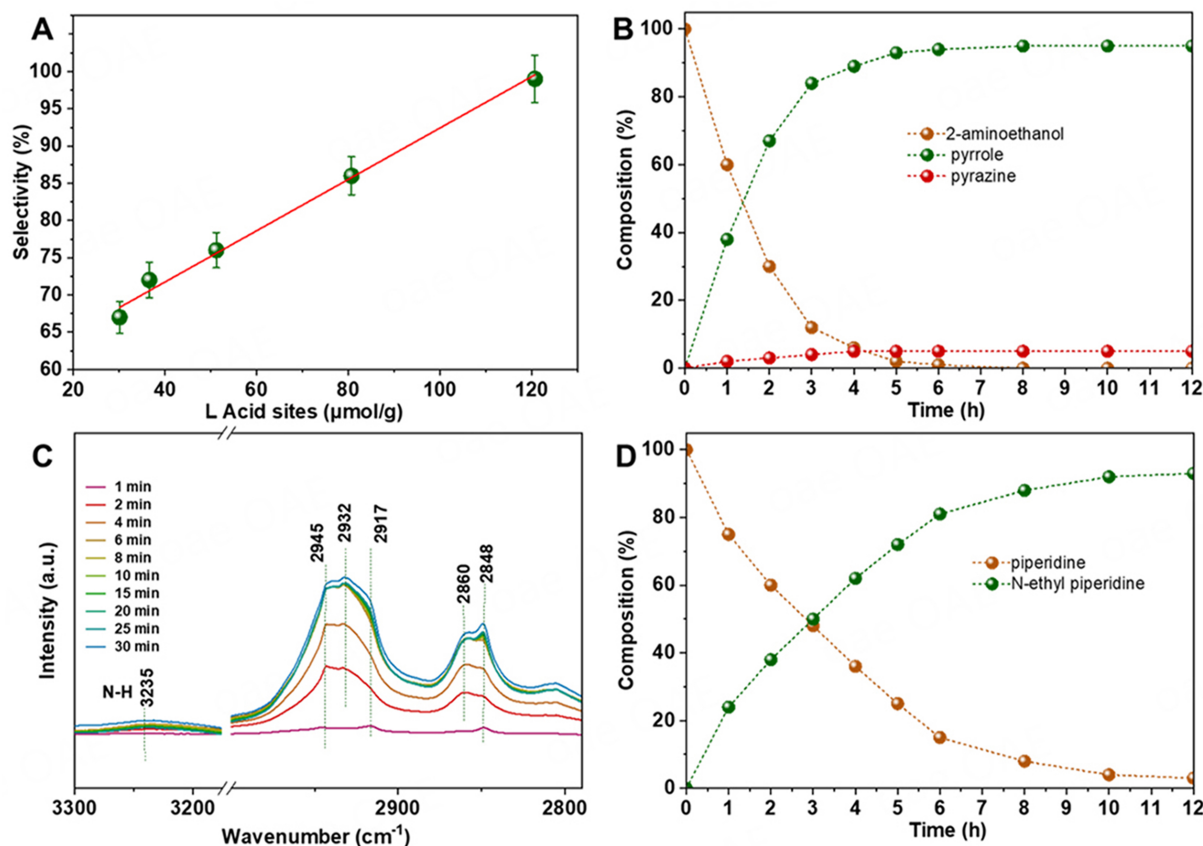 A
Selectivity (%)
100
95
90
85
80
75
70
65
60
20
40
60
80
100
120
L Acid sites (µmol/g)
B
Composition (%)
100
80
60
40
20
0
2-aminoethanol
pyrrole
pyrazine
0 1 2 3 4 5 6 7 8 9 10 11 12
Time (h)
C
Intensity (a.u.)
1 min
2 min
4 min
6 min
8 min
10 min
15 min
20 min
25 min
30 min
N-H
3235
2945
2932
2917
2860
2848
3300
3200
2900
2800
Wavenumber (cm⁻¹)
D
Composition (%)
100
80
60
40
20
0
piperidine
N-ethyl piperidine
0 1 2 3 4 5 6 7 8 9 10 11 12
Time (h)